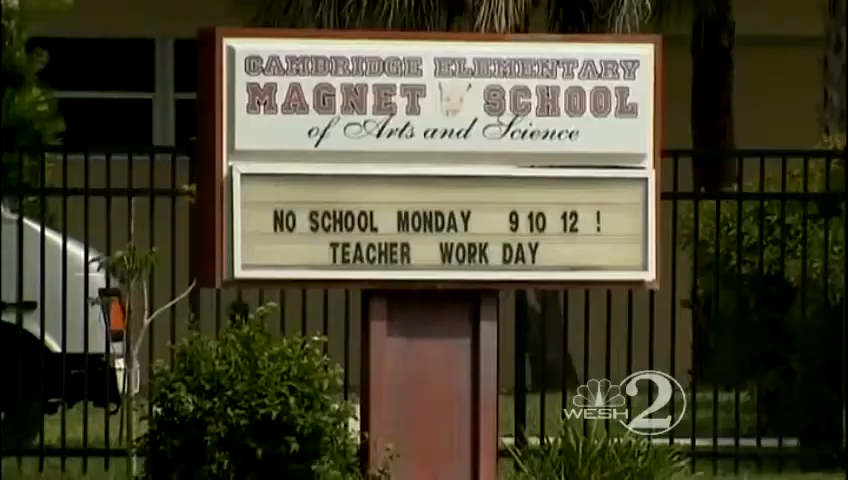 CAMBRIDGE ELEMENTARY
MAGNET SCHOOL
of Arts and Science
NO SCHOOL MONDAY 9 10 12 !
TEACHER WORK DAY
WESH 2